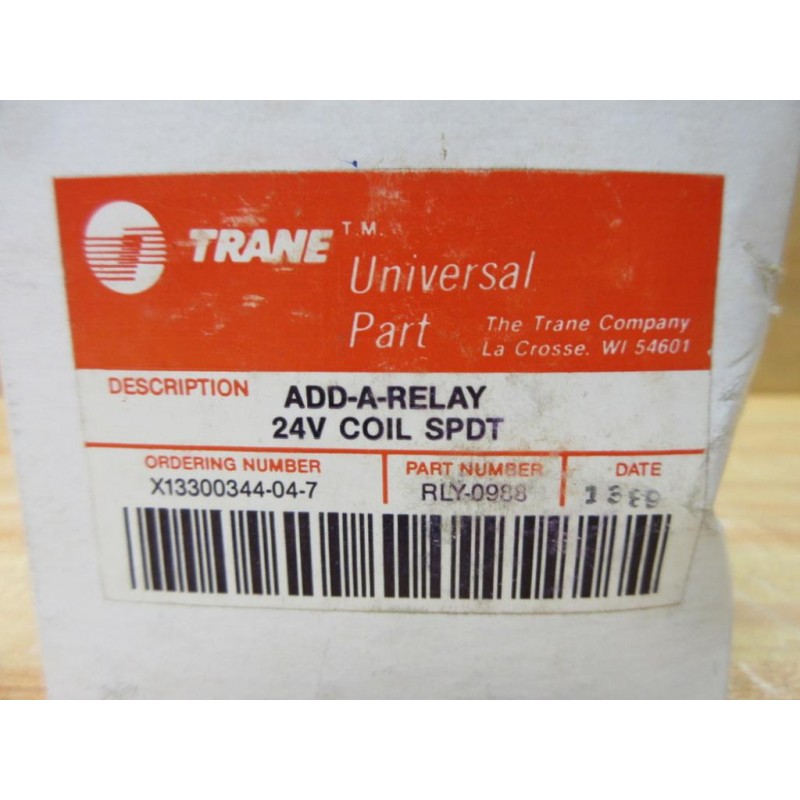 TRANE T.M.
Universal
Part
The Trane Company
La Crosse. WI 54601
DESCRIPTION
ADD-A-RELAY
24V COIL SPDT
ORDERING NUMBER
X13300344-04-7
PART NUMBER
RLY-0988
DATE